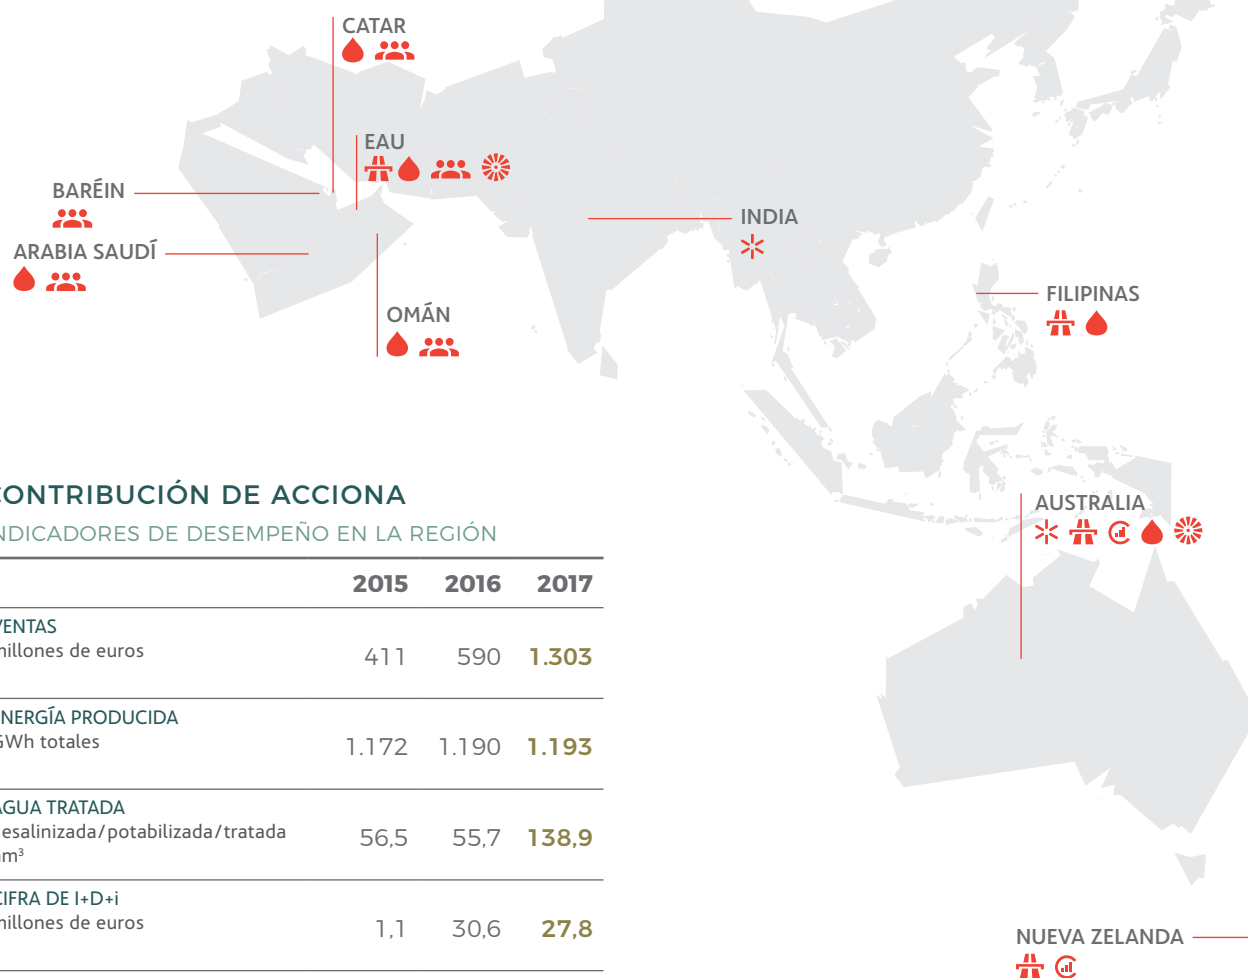 CATAR
EAU
BARÉIN
ARABIA SAUDÍ
OMÁN
INDIA
FILIPINAS
AUSTRALIA
NUEVA ZELANDA
CONTRIBUCIÓN DE ACCIONA
NDICADORES DE DESEMPEÑO EN LA REGIÓN
2015 2016 2017
VENTAS
millones de euros
411 590 1.303
ENERGÍA PRODUCIDA
GWh totales
1.172 1.190 1.193
AGUA TRATADA
esalinizada/potabilizada/tratada
m³
56,5 55,7 138,9
CIFRA DE I+D+i
millones de euros
1,1 30,6 27,8